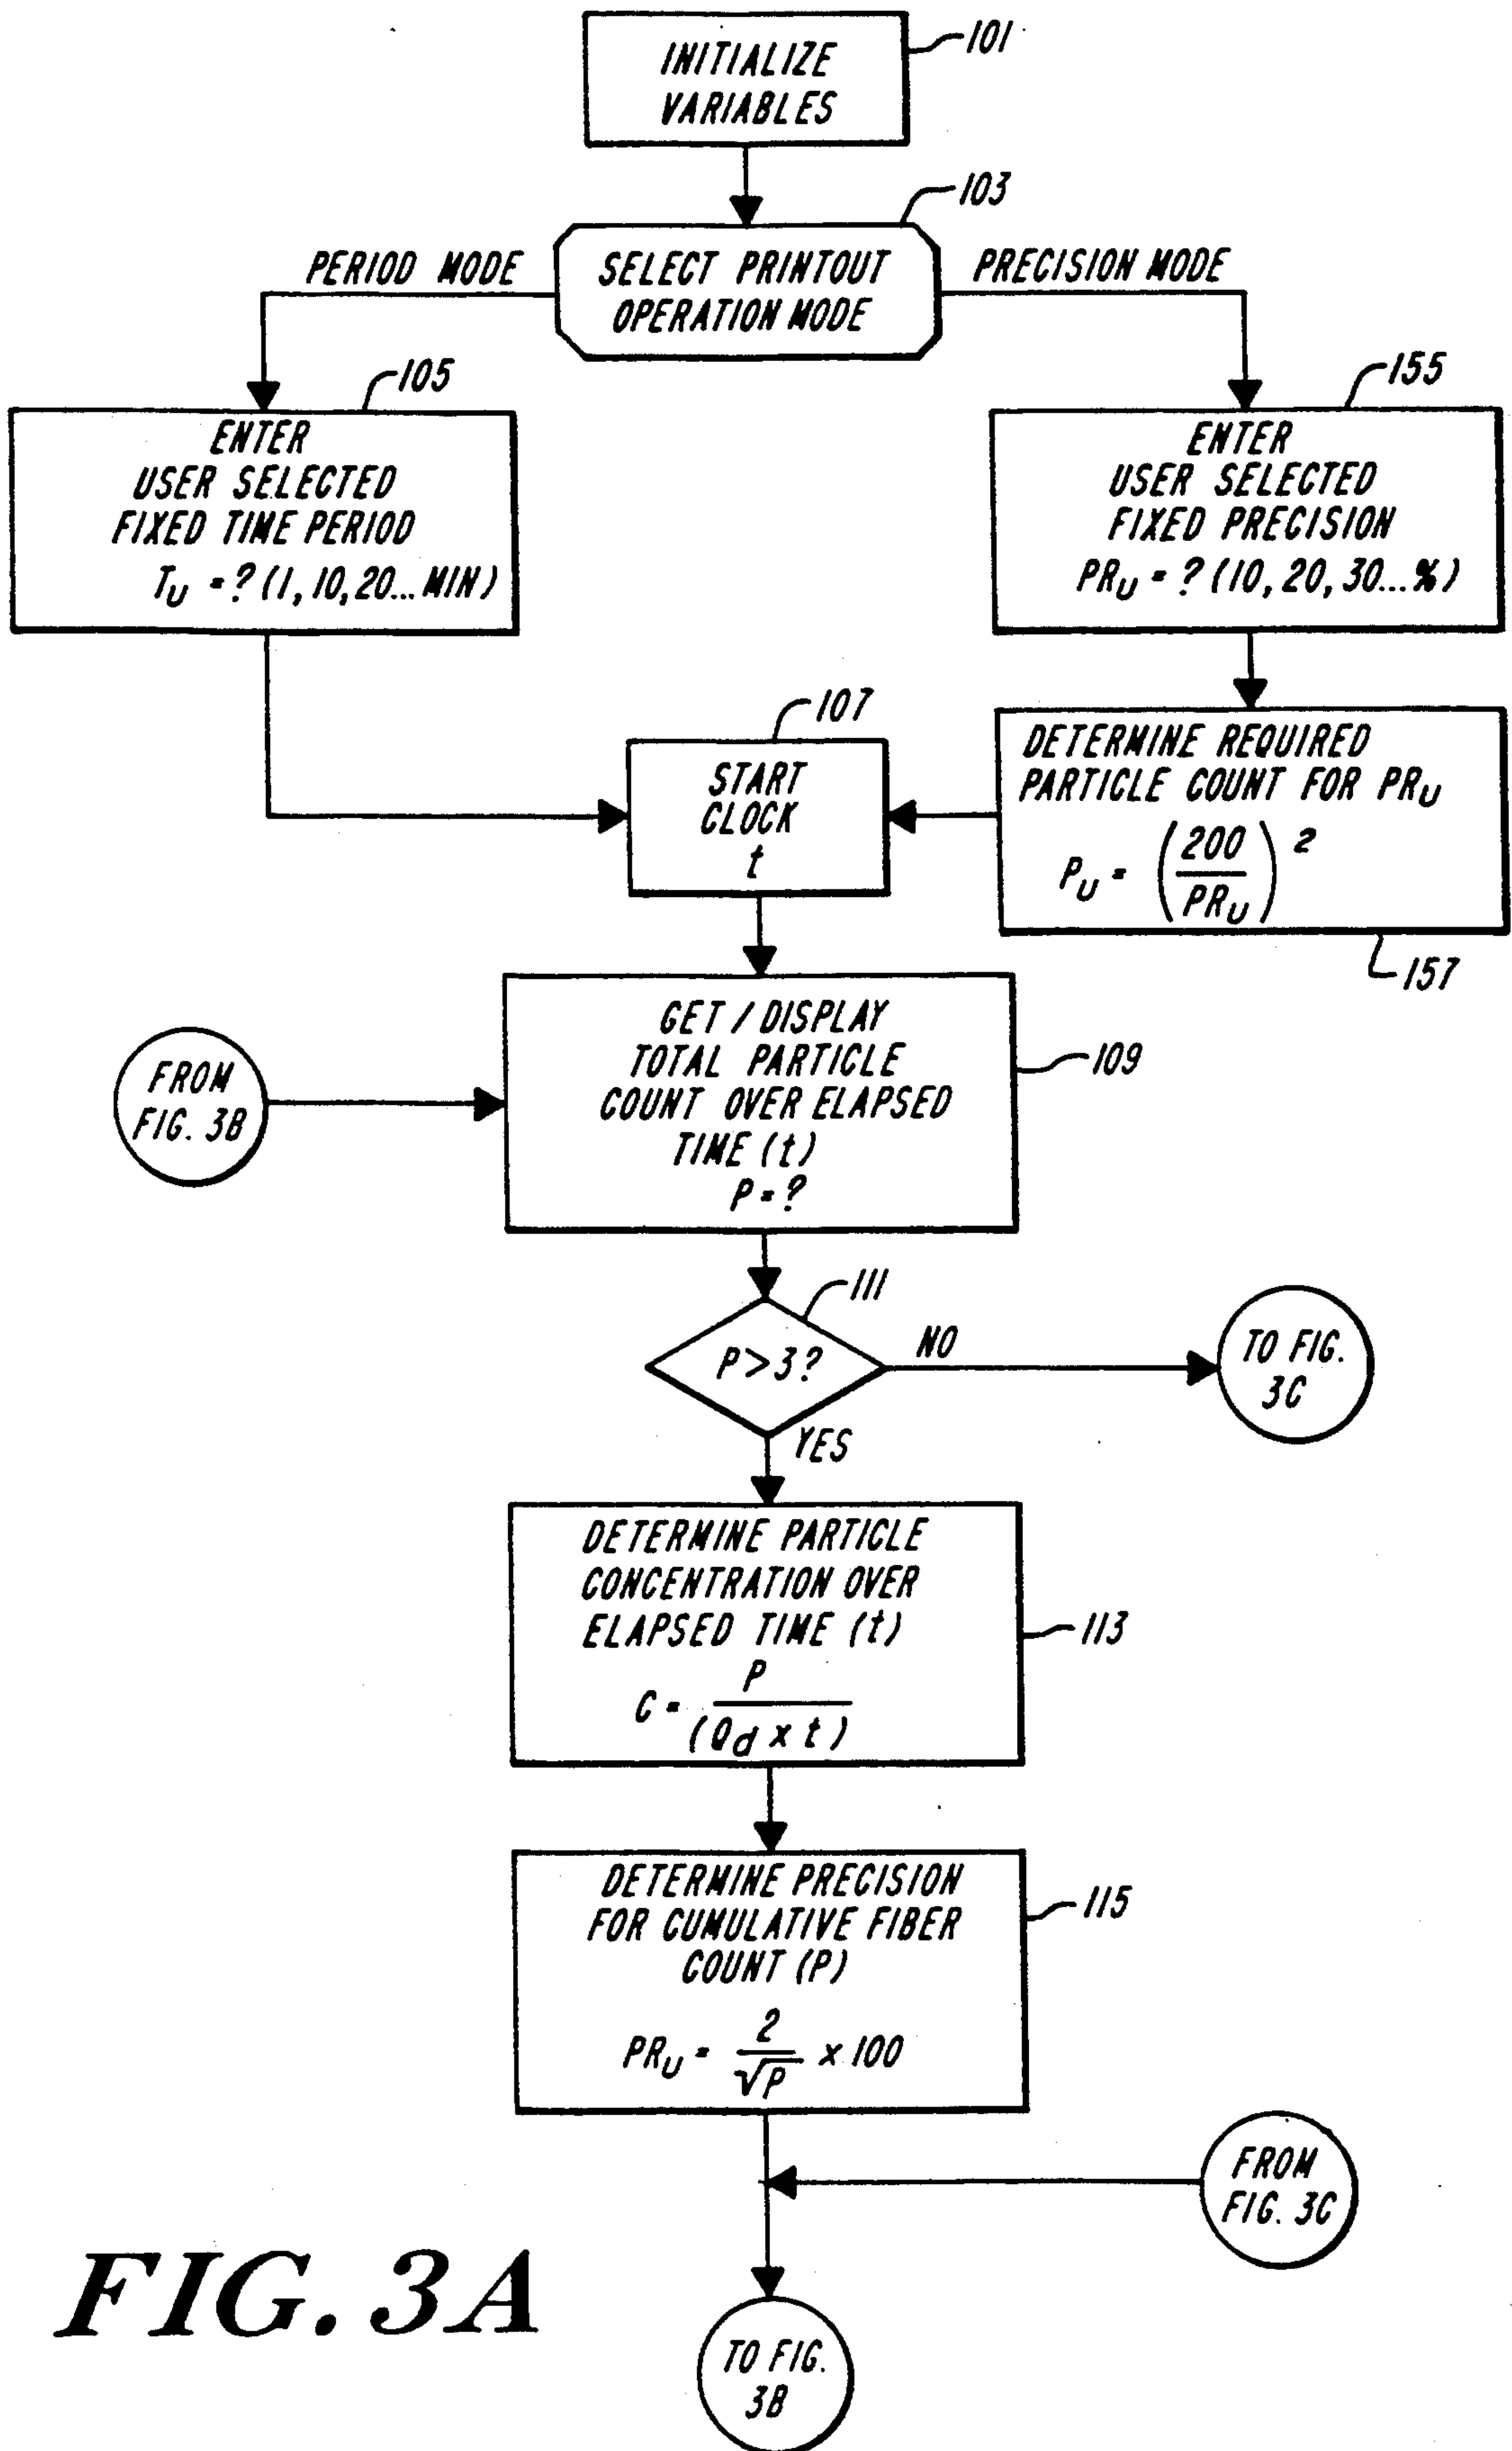 INITIALIZE
VARIABLES
101
103
PERIOD MODE
SELECT PRINTOUT
OPERATION MODE
PRECISION MODE
105
ENTER
USER SELECTED
FIXED TIME PERIOD
T_U = ? (1, 10, 20... MIN)
155
ENTER
USER SELECTED
FIXED PRECISION
PR_U = ? (10, 20, 30... %)
107
START
CLOCK
t
DETERMINE REQUIRED
PARTICLE COUNT FOR PR_U
P_U = (200 / PR_U)²
157
FROM
FIG. 3B
GET / DISPLAY
TOTAL PARTICLE
COUNT OVER ELAPSED
TIME (t)
P = ?
109
111
P > 3?
NO
TO FIG.
3C
YES
DETERMINE PARTICLE
CONCENTRATION OVER
ELAPSED TIME (t)
C = P / (Q_d x t)
113
DETERMINE PRECISION
FOR CUMULATIVE FIBER
COUNT (P)
PR_U = 2 / √P x 100
115
FROM
FIG. 3C
TO FIG.
3B
FIG. 3A